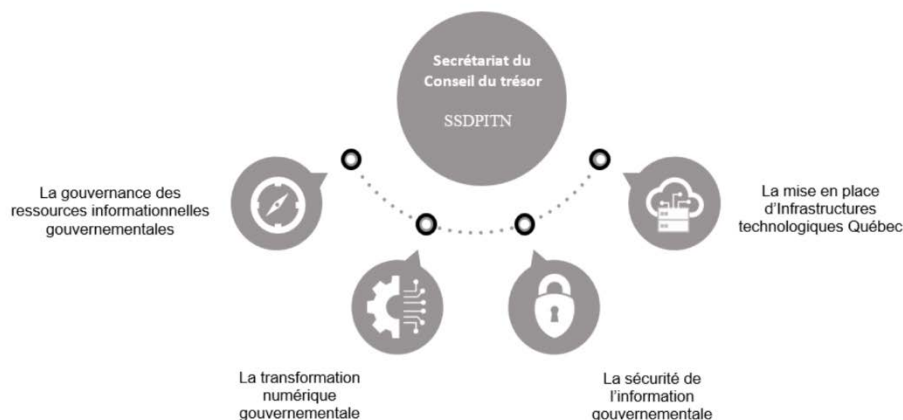 Secrétariat du
Conseil du trésor
SSDPITN
La gouvernance des
ressources informationnelles
gouvernementales
La transformation
numérique
gouvernementale
La sécurité de
l’information
gouvernementale
La mise en place
d’Infrastructures
technologiques Québec